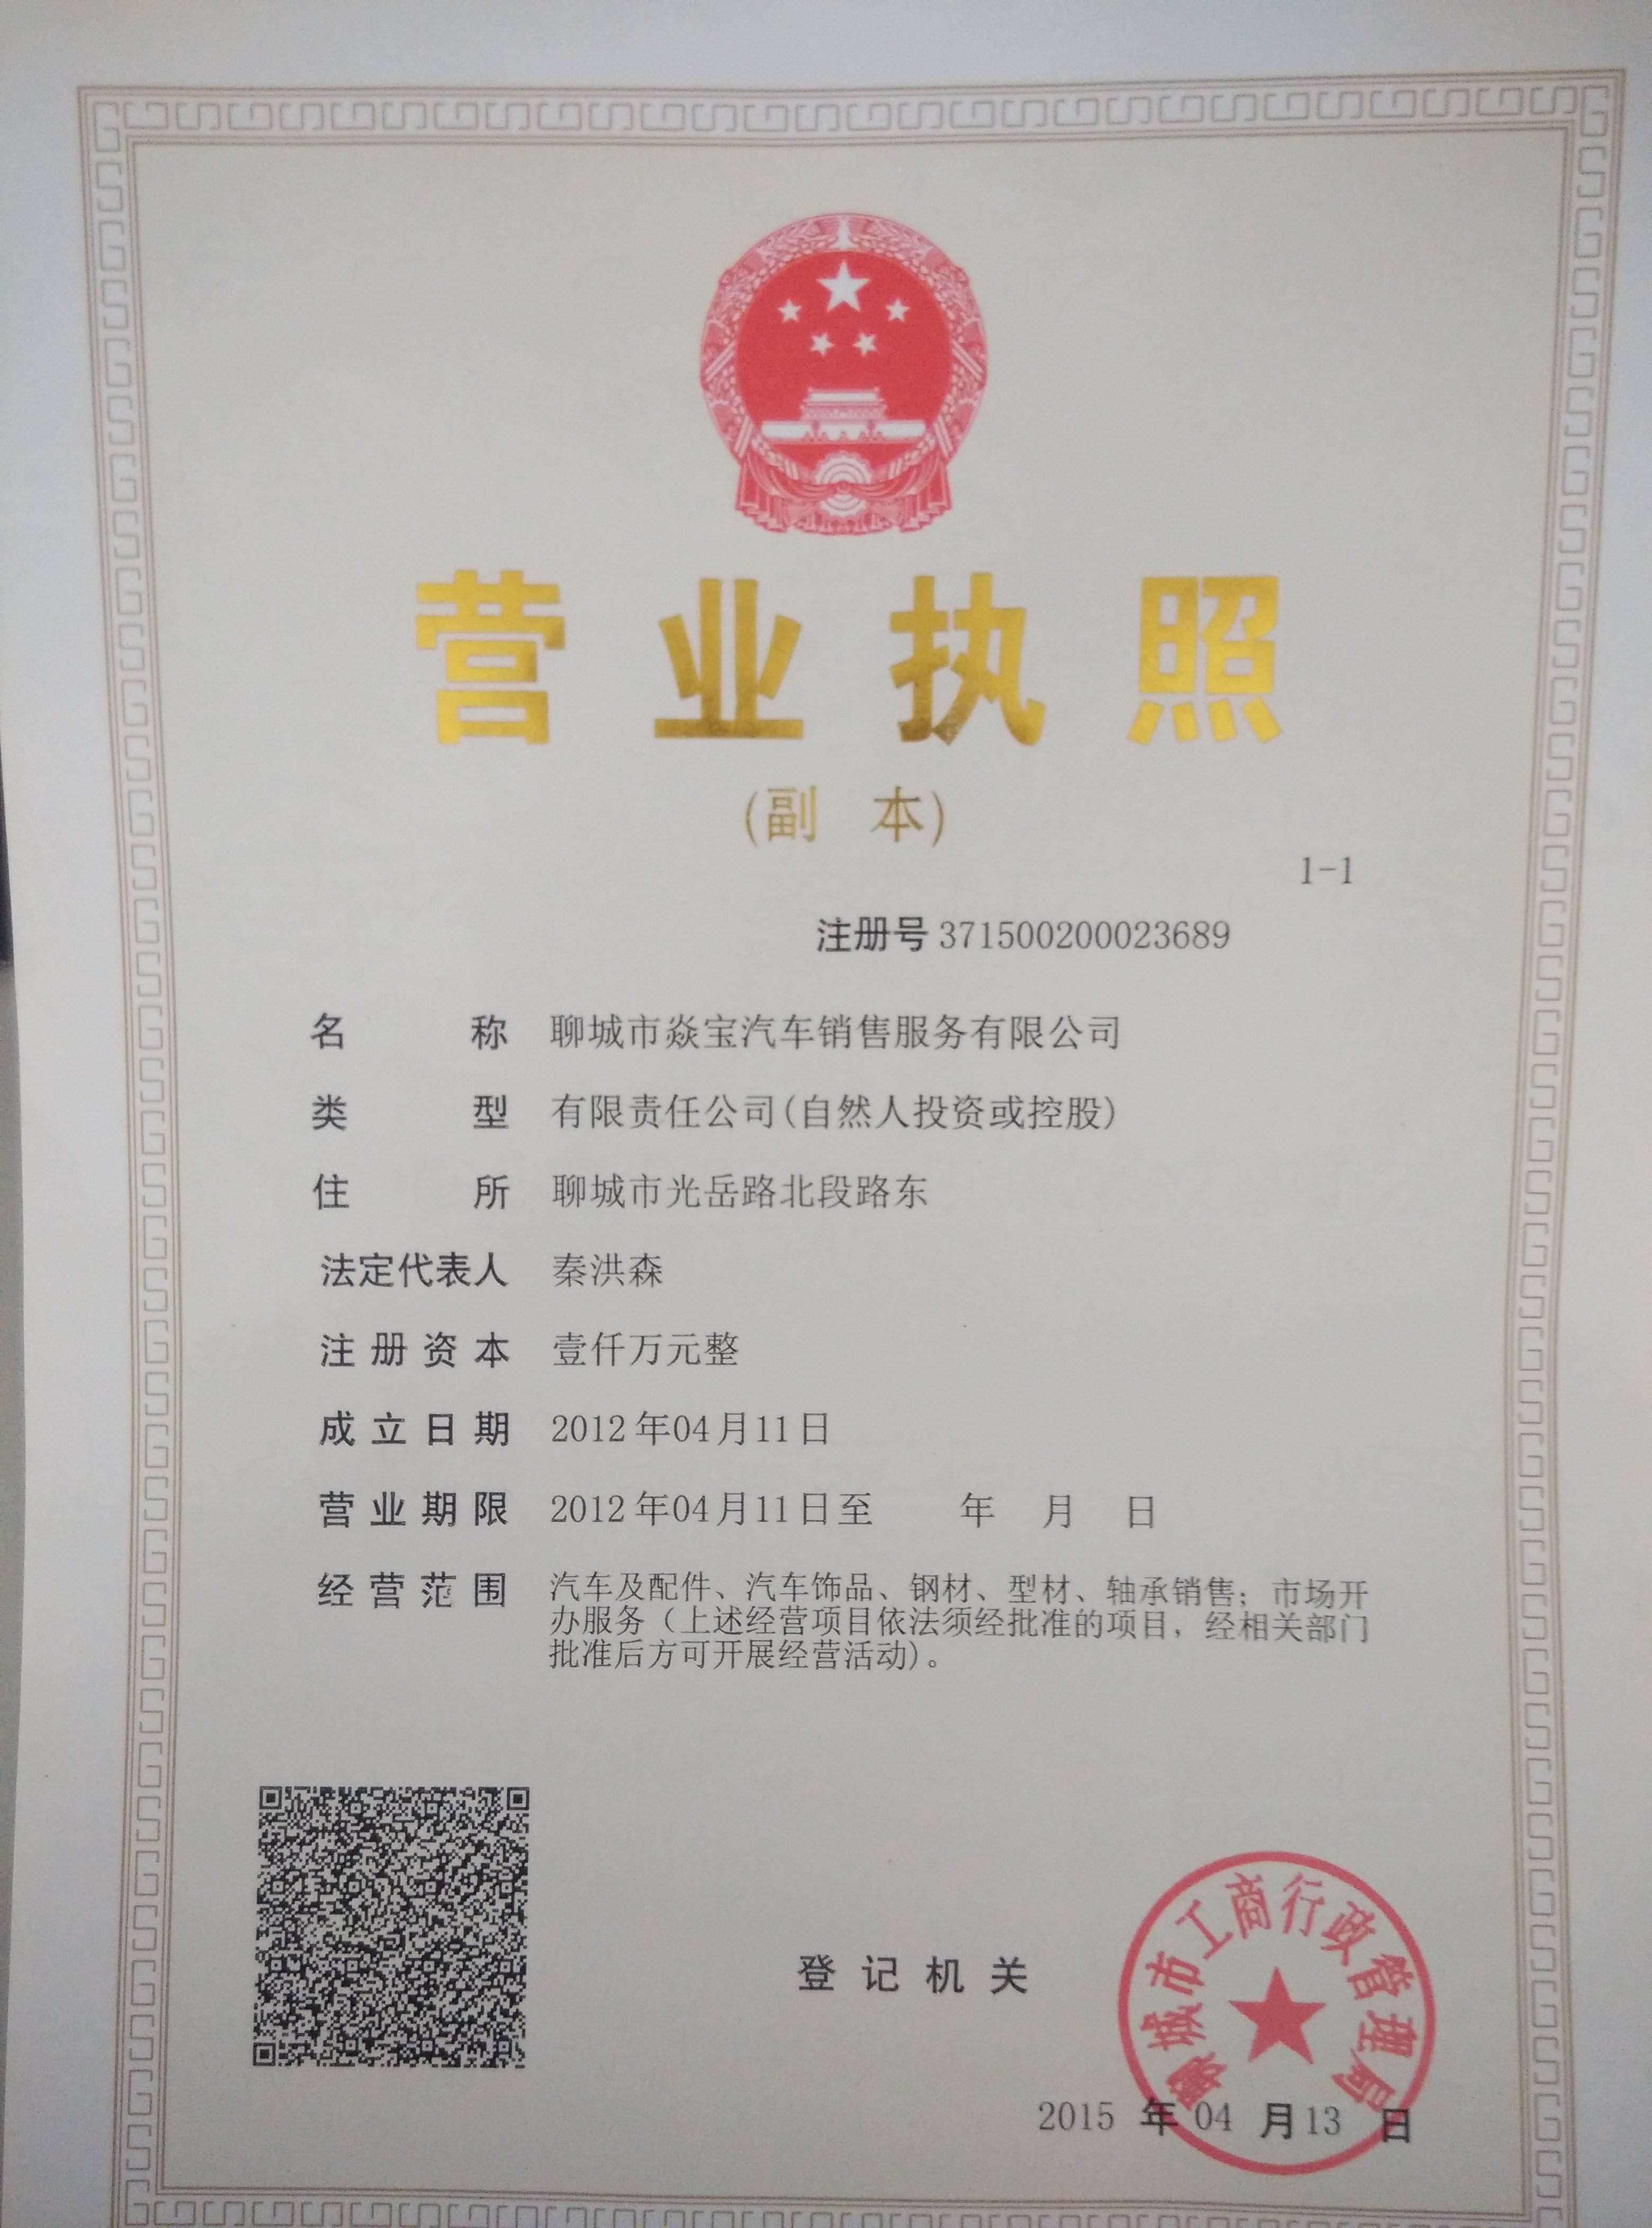 营业执照
(副 本)
1-1
注册号 371500200023689
名 称 聊城市焱宝汽车销售服务有限公司
类 型 有限责任公司(自然人投资或控股)
住 所 聊城市光岳路北段路东
法定代表人 秦洪森
注册资本 壹仟万元整
成立日期 2012年04月11日
营业期限 2012年04月11日至 年 月 日
经营范围 汽车及配件、汽车饰品、钢材、型材、轴承销售；市场开
办服务（上述经营项目依法须经批准的项目，经相关部门
批准后方可开展经营活动)。
登记机关
聊城市工商行政管理局
2015 年 04 月 13 日